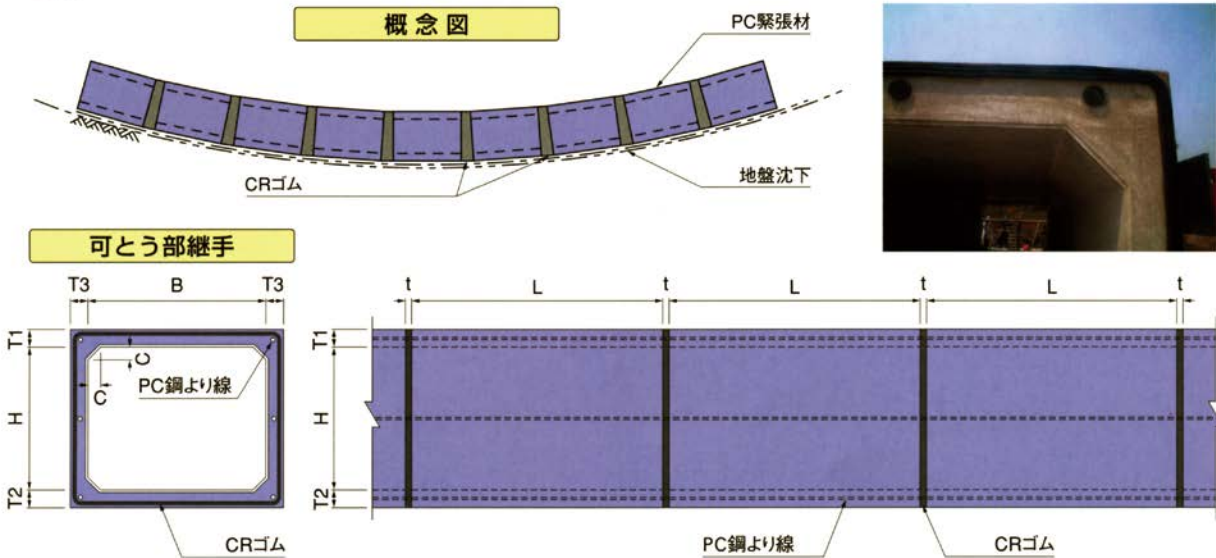 概念図
PC緊張材
CRゴム
地盤沈下
可とう部継手
T3 B T3
T1
H
T2
C
C
PC鋼より線
CRゴム
t L t L t L t
T1
H
T2
PC鋼より線
CRゴム